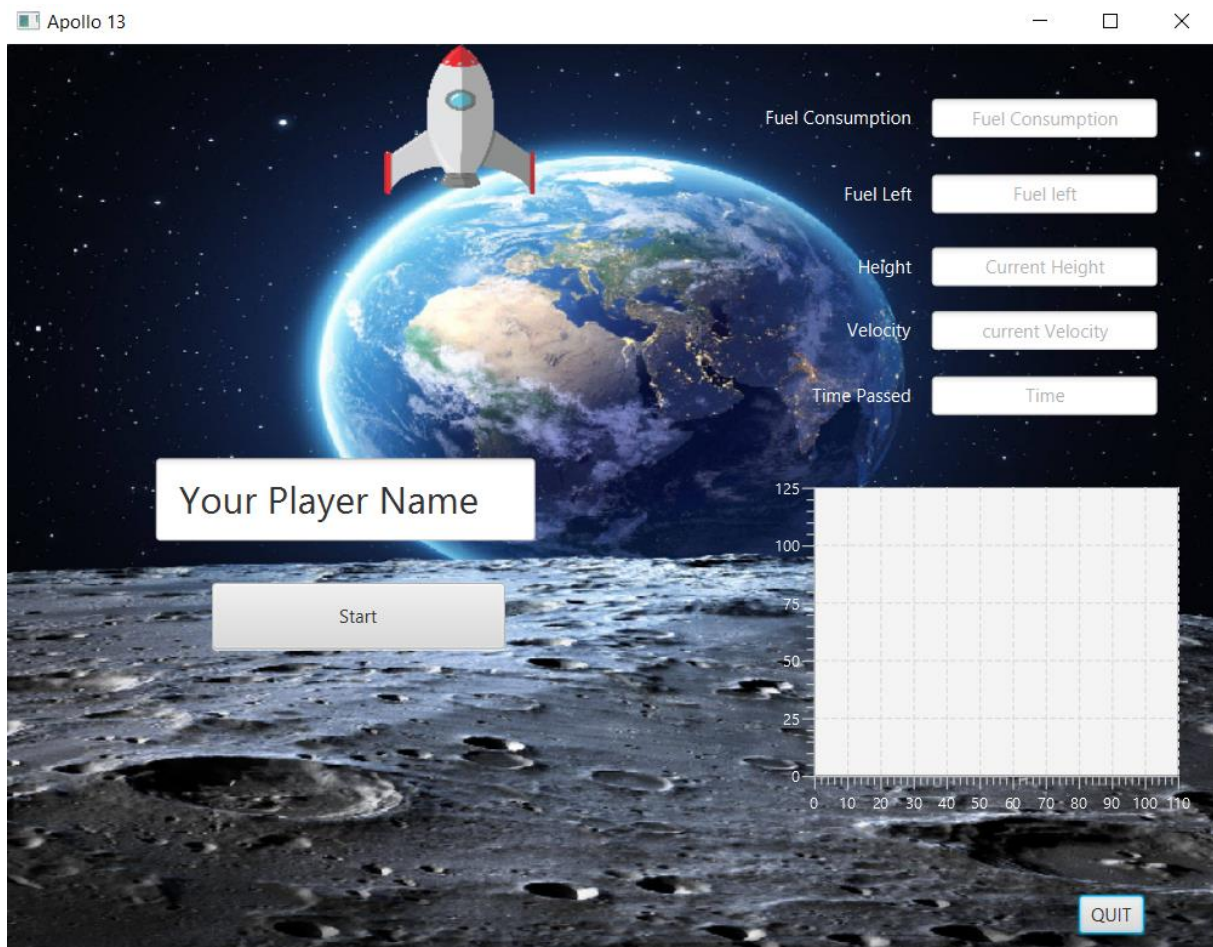 Apollo 13
Fuel Consumption
Fuel Consumption
Fuel Left
Fuel left
Height
Current Height
Velocity
current Velocity
Time Passed
Time
Your Player Name
Start
125
100
75
50
25
0
0 10 20 30 40 50 60 70 80 90 100 110
QUIT